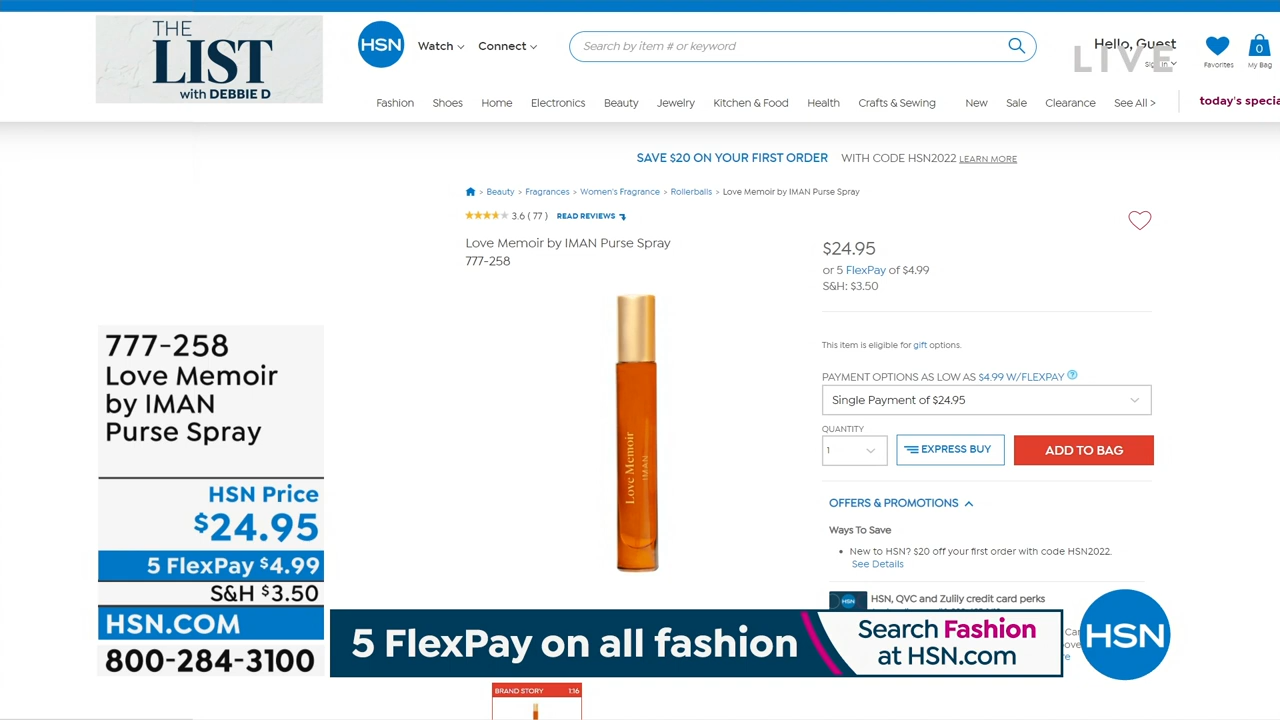 THE
LIST
with DEBBIE D
HSN
Watch
Connect
Search by item # or keyword
Hello, Guest
Sign In
LIVE
Favorites
0
My Bag
Fashion
Shoes
Home
Electronics
Beauty
Jewelry
Kitchen & Food
Health
Crafts & Sewing
New
Sale
Clearance
See All >
today's specia
SAVE $20 ON YOUR FIRST ORDER WITH CODE HSN2022 LEARN MORE
> Beauty > Fragrances > Women's Fragrance > Rollerballs > Love Memoir by IMAN Purse Spray
3.6 ( 77 ) READ REVIEWS
Love Memoir by IMAN Purse Spray
777-258
Love Memoir
IMAN
$24.95
or 5 FlexPay of $4.99
S&H: $3.50
This item is eligible for gift options.
PAYMENT OPTIONS AS LOW AS $4.99 W/FLEXPAY ?
Single Payment of $24.95
QUANTITY
1
EXPRESS BUY
ADD TO BAG
OFFERS & PROMOTIONS
Ways To Save
• New to HSN? $20 off your first order with code HSN2022.
See Details
HSN
HSN, QVC and Zulily credit card perks
777-258
Love Memoir
by IMAN
Purse Spray
HSN Price
$24.95
5 FlexPay $4.99
S&H $3.50
HSN.COM
800-284-3100
5 FlexPay on all fashion
Search Fashion
at HSN.com
HSN
BRAND STORY 1:16